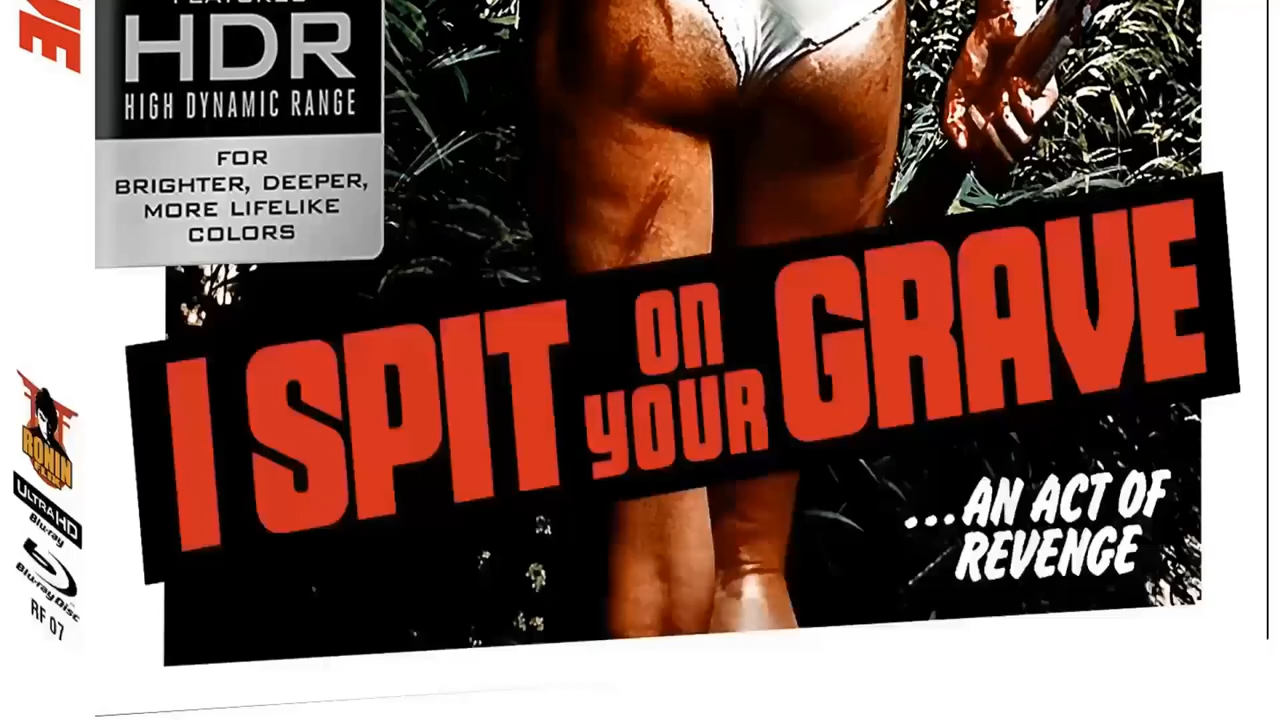 HDR
HIGH DYNAMIC RANGE
FOR
BRIGHTER, DEEPER,
MORE LIFELIKE
COLORS
I SPIT ON YOUR GRAVE
...AN ACT OF
REVENGE
VE
RONIN
ULTRA HD
Blu-ray
Blu-ray Disc
RF 07